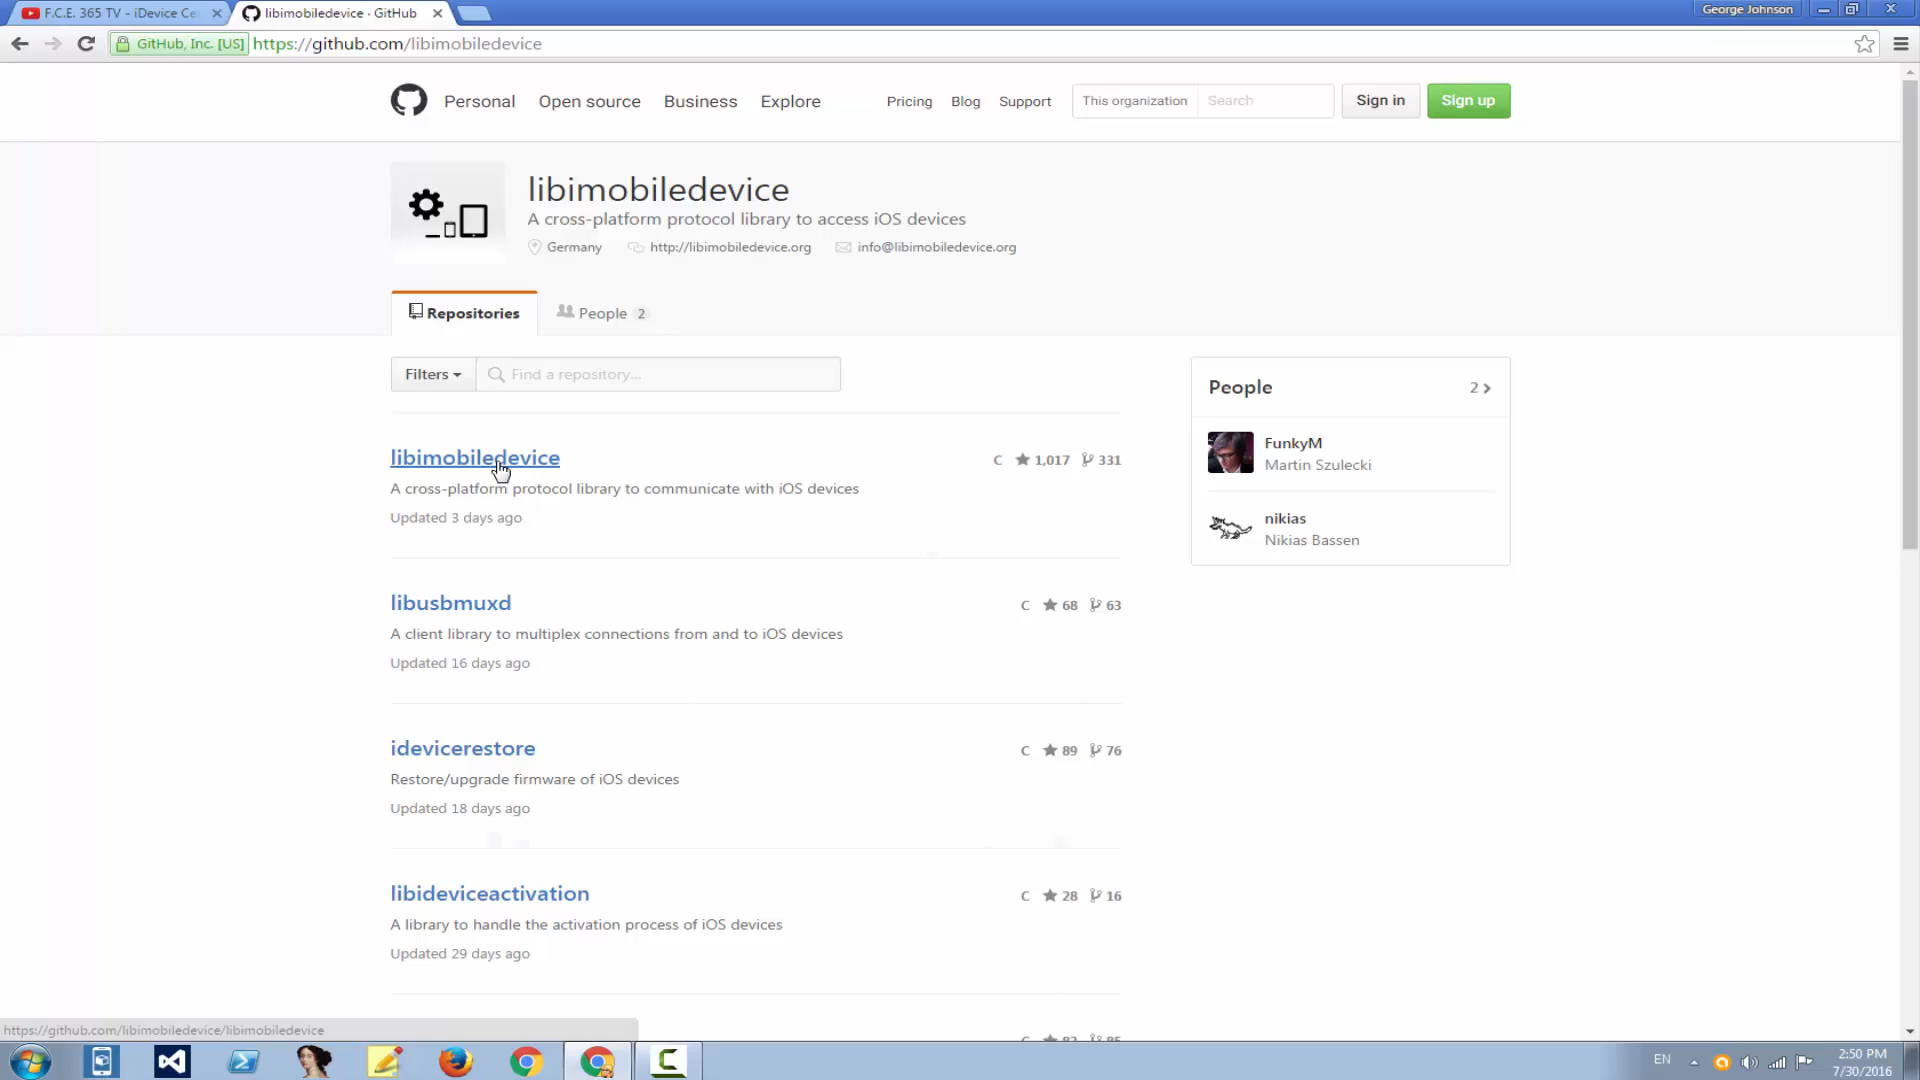 F.C.E. 365 TV - iDevice Ce
libimobiledevice · GitHub
George Johnson
GitHub, Inc. [US]
https://github.com/libimobiledevice
Personal
Open source
Business
Explore
Pricing
Blog
Support
This organization
Search
Sign in
Sign up
libimobiledevice
A cross-platform protocol library to access iOS devices
Germany
http://libimobiledevice.org
info@libimobiledevice.org
Repositories
People 2
Filters
Find a repository...
libimobiledevice
C 1,017 331
A cross-platform protocol library to communicate with iOS devices
Updated 3 days ago
libusbmuxd
C 68 63
A client library to multiplex connections from and to iOS devices
Updated 16 days ago
idevicerestore
C 89 76
Restore/upgrade firmware of iOS devices
Updated 18 days ago
libideviceactivation
C 28 16
A library to handle the activation process of iOS devices
Updated 29 days ago
People
2
FunkyM
Martin Szulecki
nikias
Nikias Bassen
https://github.com/libimobiledevice/libimobiledevice
EN
2:50 PM
7/30/2016